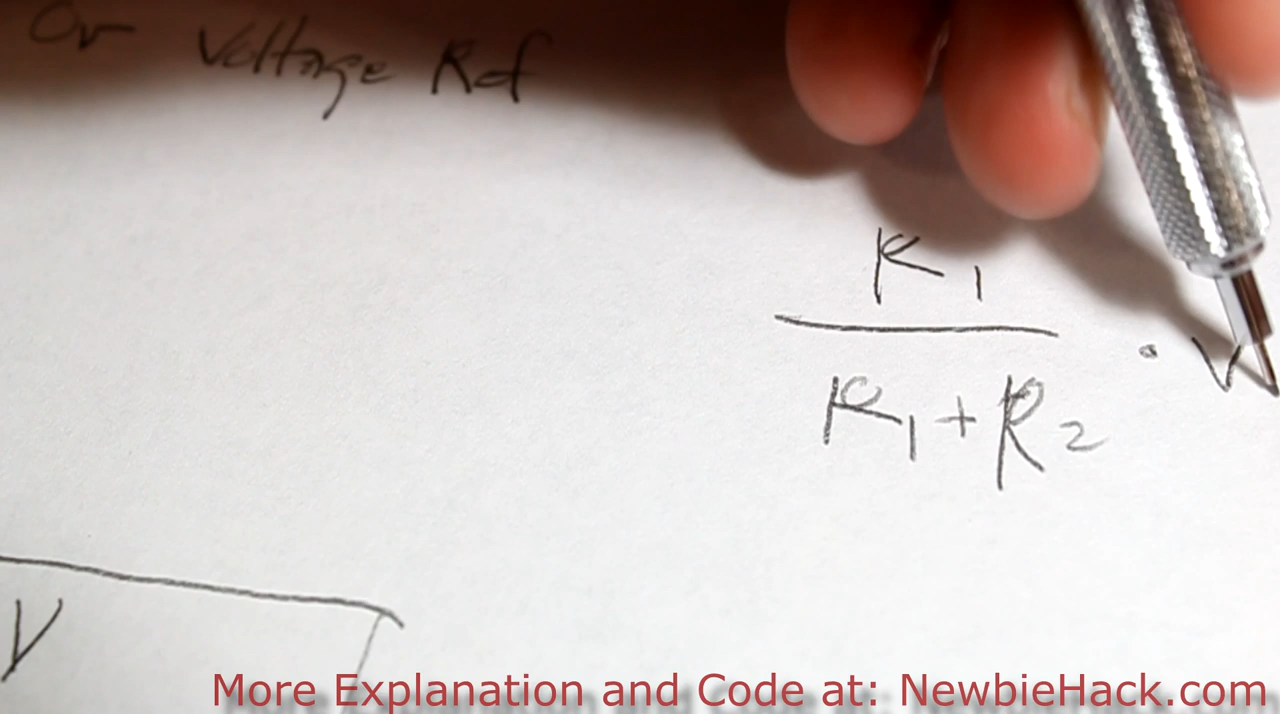 Or Voltage Ref
R1
R1+R2
· V
V
More Explanation and Code at: NewbieHack.com